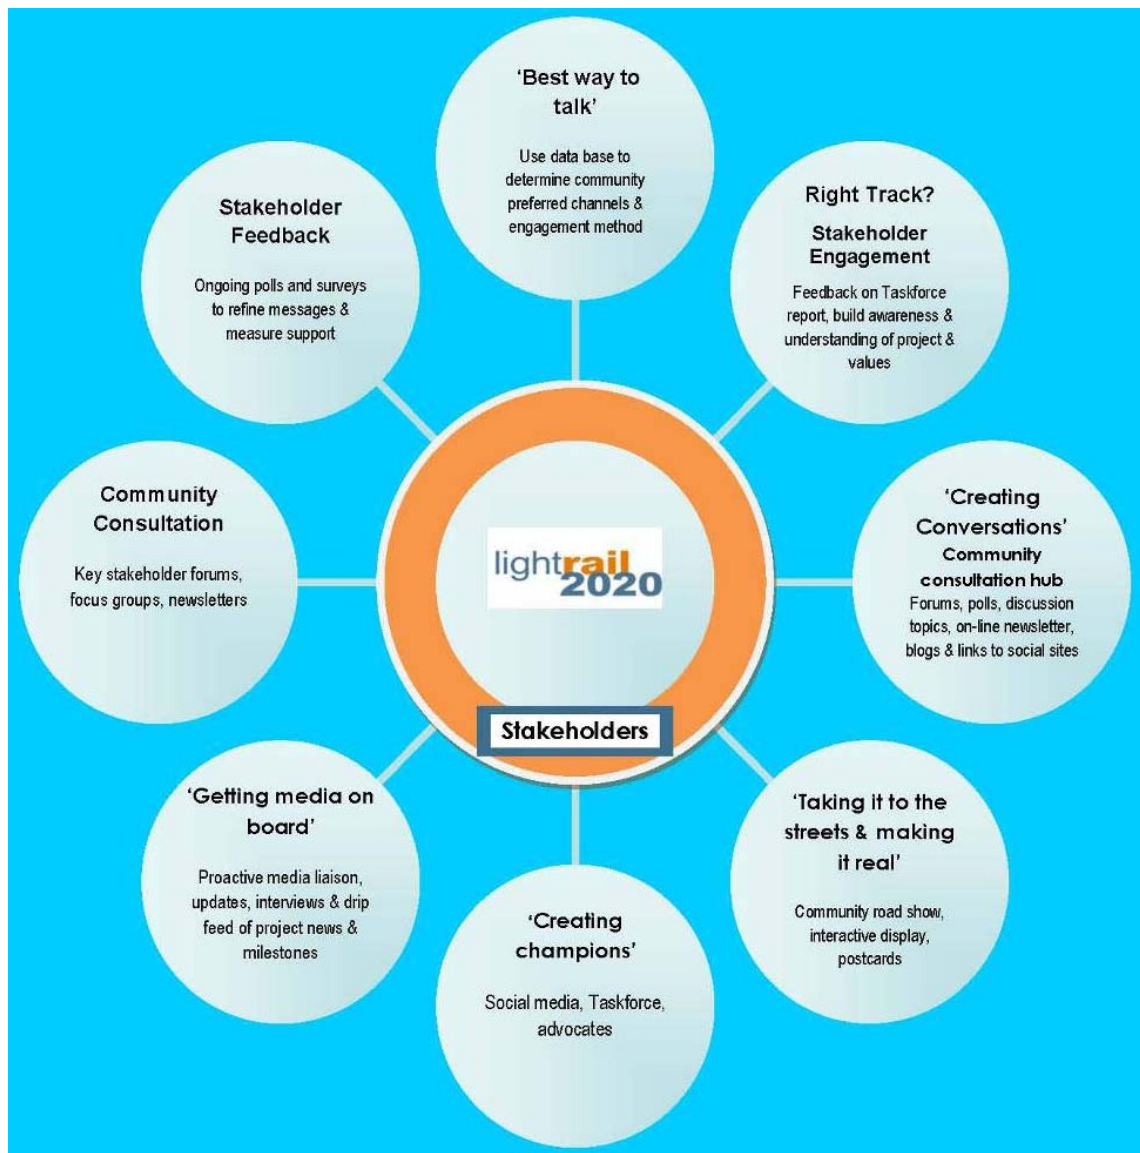 ‘Best way to
talk’
Use data base to
determine community
preferred channels &
engagement method
Right Track?
Stakeholder
Engagement
Feedback on Taskforce
report, build awareness &
understanding of project &
values
‘Creating
Conversations’
Community
consultation hub
Forums, polls, discussion
topics, on-line newsletter,
blogs & links to social sites
‘Taking it to the
streets & making
it real’
Community road show,
interactive display,
postcards
‘Creating
champions’
Social media, Taskforce,
advocates
‘Getting media on
board’
Proactive media liaison,
updates, interviews & drip
feed of project news &
milestones
Community
Consultation
Key stakeholder forums,
focus groups, newsletters
Stakeholder
Feedback
Ongoing polls and surveys
to refine messages &
measure support
lightrail
2020
Stakeholders